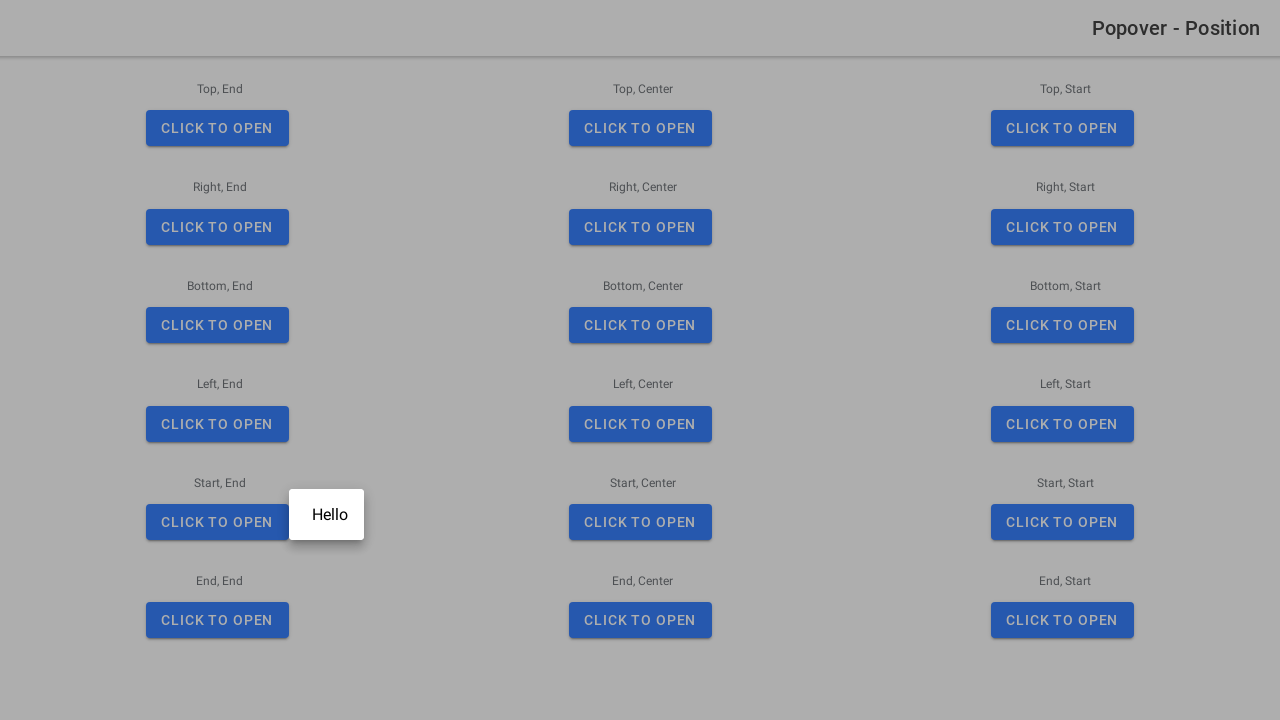 Popover - Position
Top, End
Top, Center
Top, Start
CLICK TO OPEN
CLICK TO OPEN
CLICK TO OPEN
Right, End
Right, Center
Right, Start
CLICK TO OPEN
CLICK TO OPEN
CLICK TO OPEN
Bottom, End
Bottom, Center
Bottom, Start
CLICK TO OPEN
CLICK TO OPEN
CLICK TO OPEN
Left, End
Left, Center
Left, Start
CLICK TO OPEN
CLICK TO OPEN
CLICK TO OPEN
Start, End
Start, Center
Start, Start
CLICK TO OPEN
Hello
CLICK TO OPEN
CLICK TO OPEN
End, End
End, Center
End, Start
CLICK TO OPEN
CLICK TO OPEN
CLICK TO OPEN